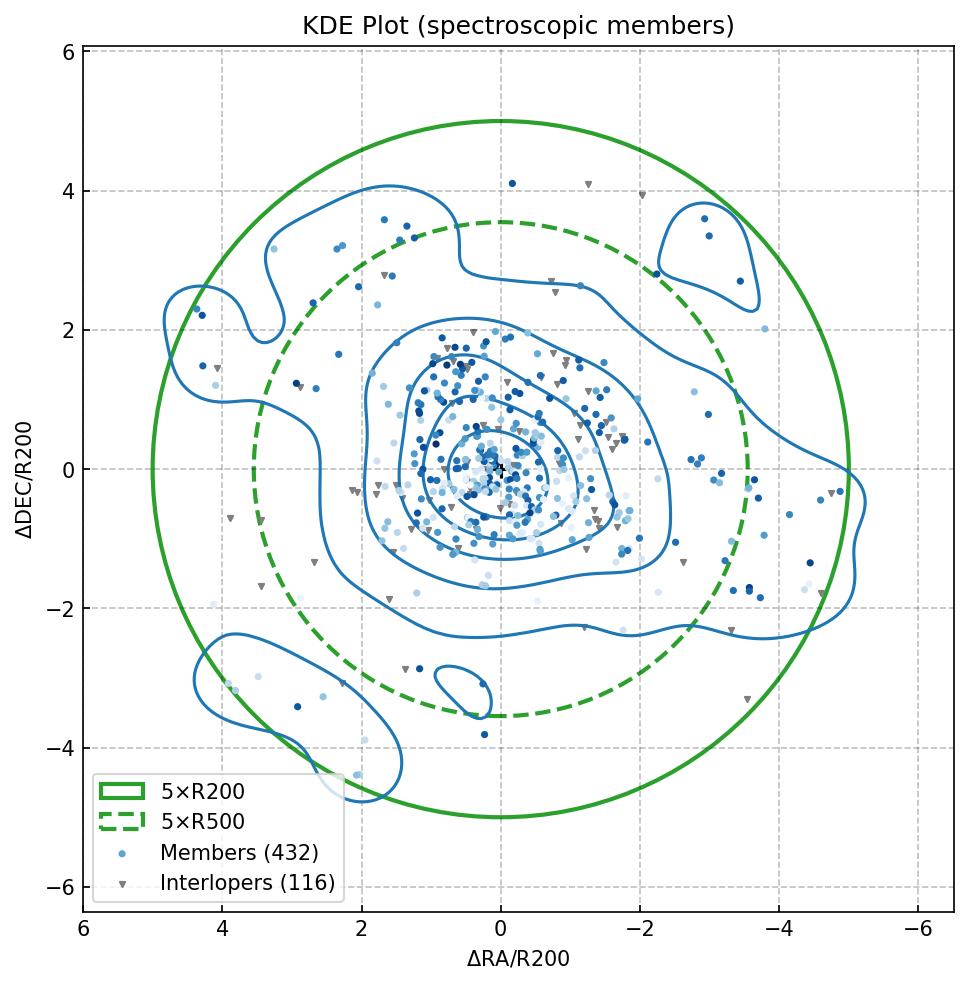 KDE Plot (spectroscopic members)
6
4
2
0
−2
−4
−6
ΔDEC/R200
5×R200
5×R500
Members (432)
Interlopers (116)
6
4
2
0
−2
−4
−6
ΔRA/R200